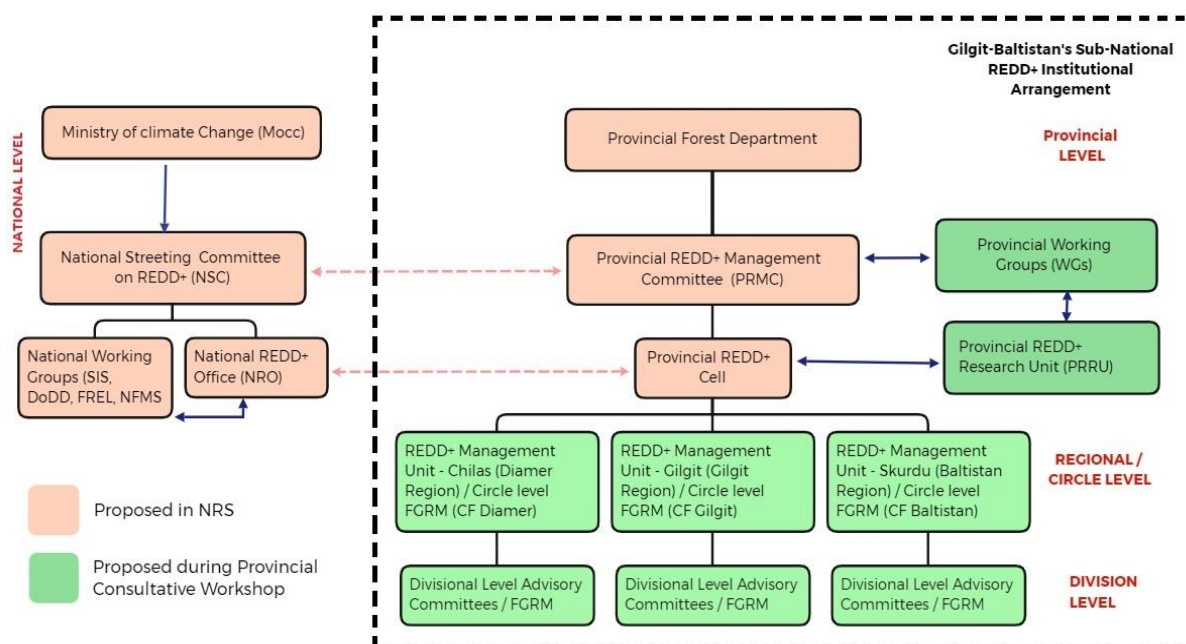 Gilgit-Baltistan's Sub-National
REDD+ Institutional
Arrangement
NATIONAL LEVEL
Ministry of climate Change (Mocc)
Provincial Forest Department
Provincial
LEVEL
National Streeting Committee
on REDD+ (NSC)
Provincial REDD+ Management
Committee (PRMC)
Provincial Working
Groups (WGs)
National Working
Groups (SIS,
DoDD, FREL, NFMS
National REDD+
Office (NRO)
Provincial REDD+
Cell
Provincial REDD+
Research Unit (PRRU)
REDD+ Management
Unit - Chilas (Diamer
Region) / Circle level
FGRM (CF Diamer)
REDD+ Management
Unit - Gilgit (Gilgit
Region) / Circle level
FGRM (CF Gilgit)
REDD+ Management
Unit - Skurdu (Baltistan
Region) / Circle level
FGRM (CF Baltistan)
REGIONAL /
CIRCLE LEVEL
Proposed in NRS
Proposed during Provincial
Consultative Workshop
Divisional Level Advisory
Committees / FGRM
Divisional Level Advisory
Committees / FGRM
Divisional Level Advisory
Committees / FGRM
DIVISION
LEVEL